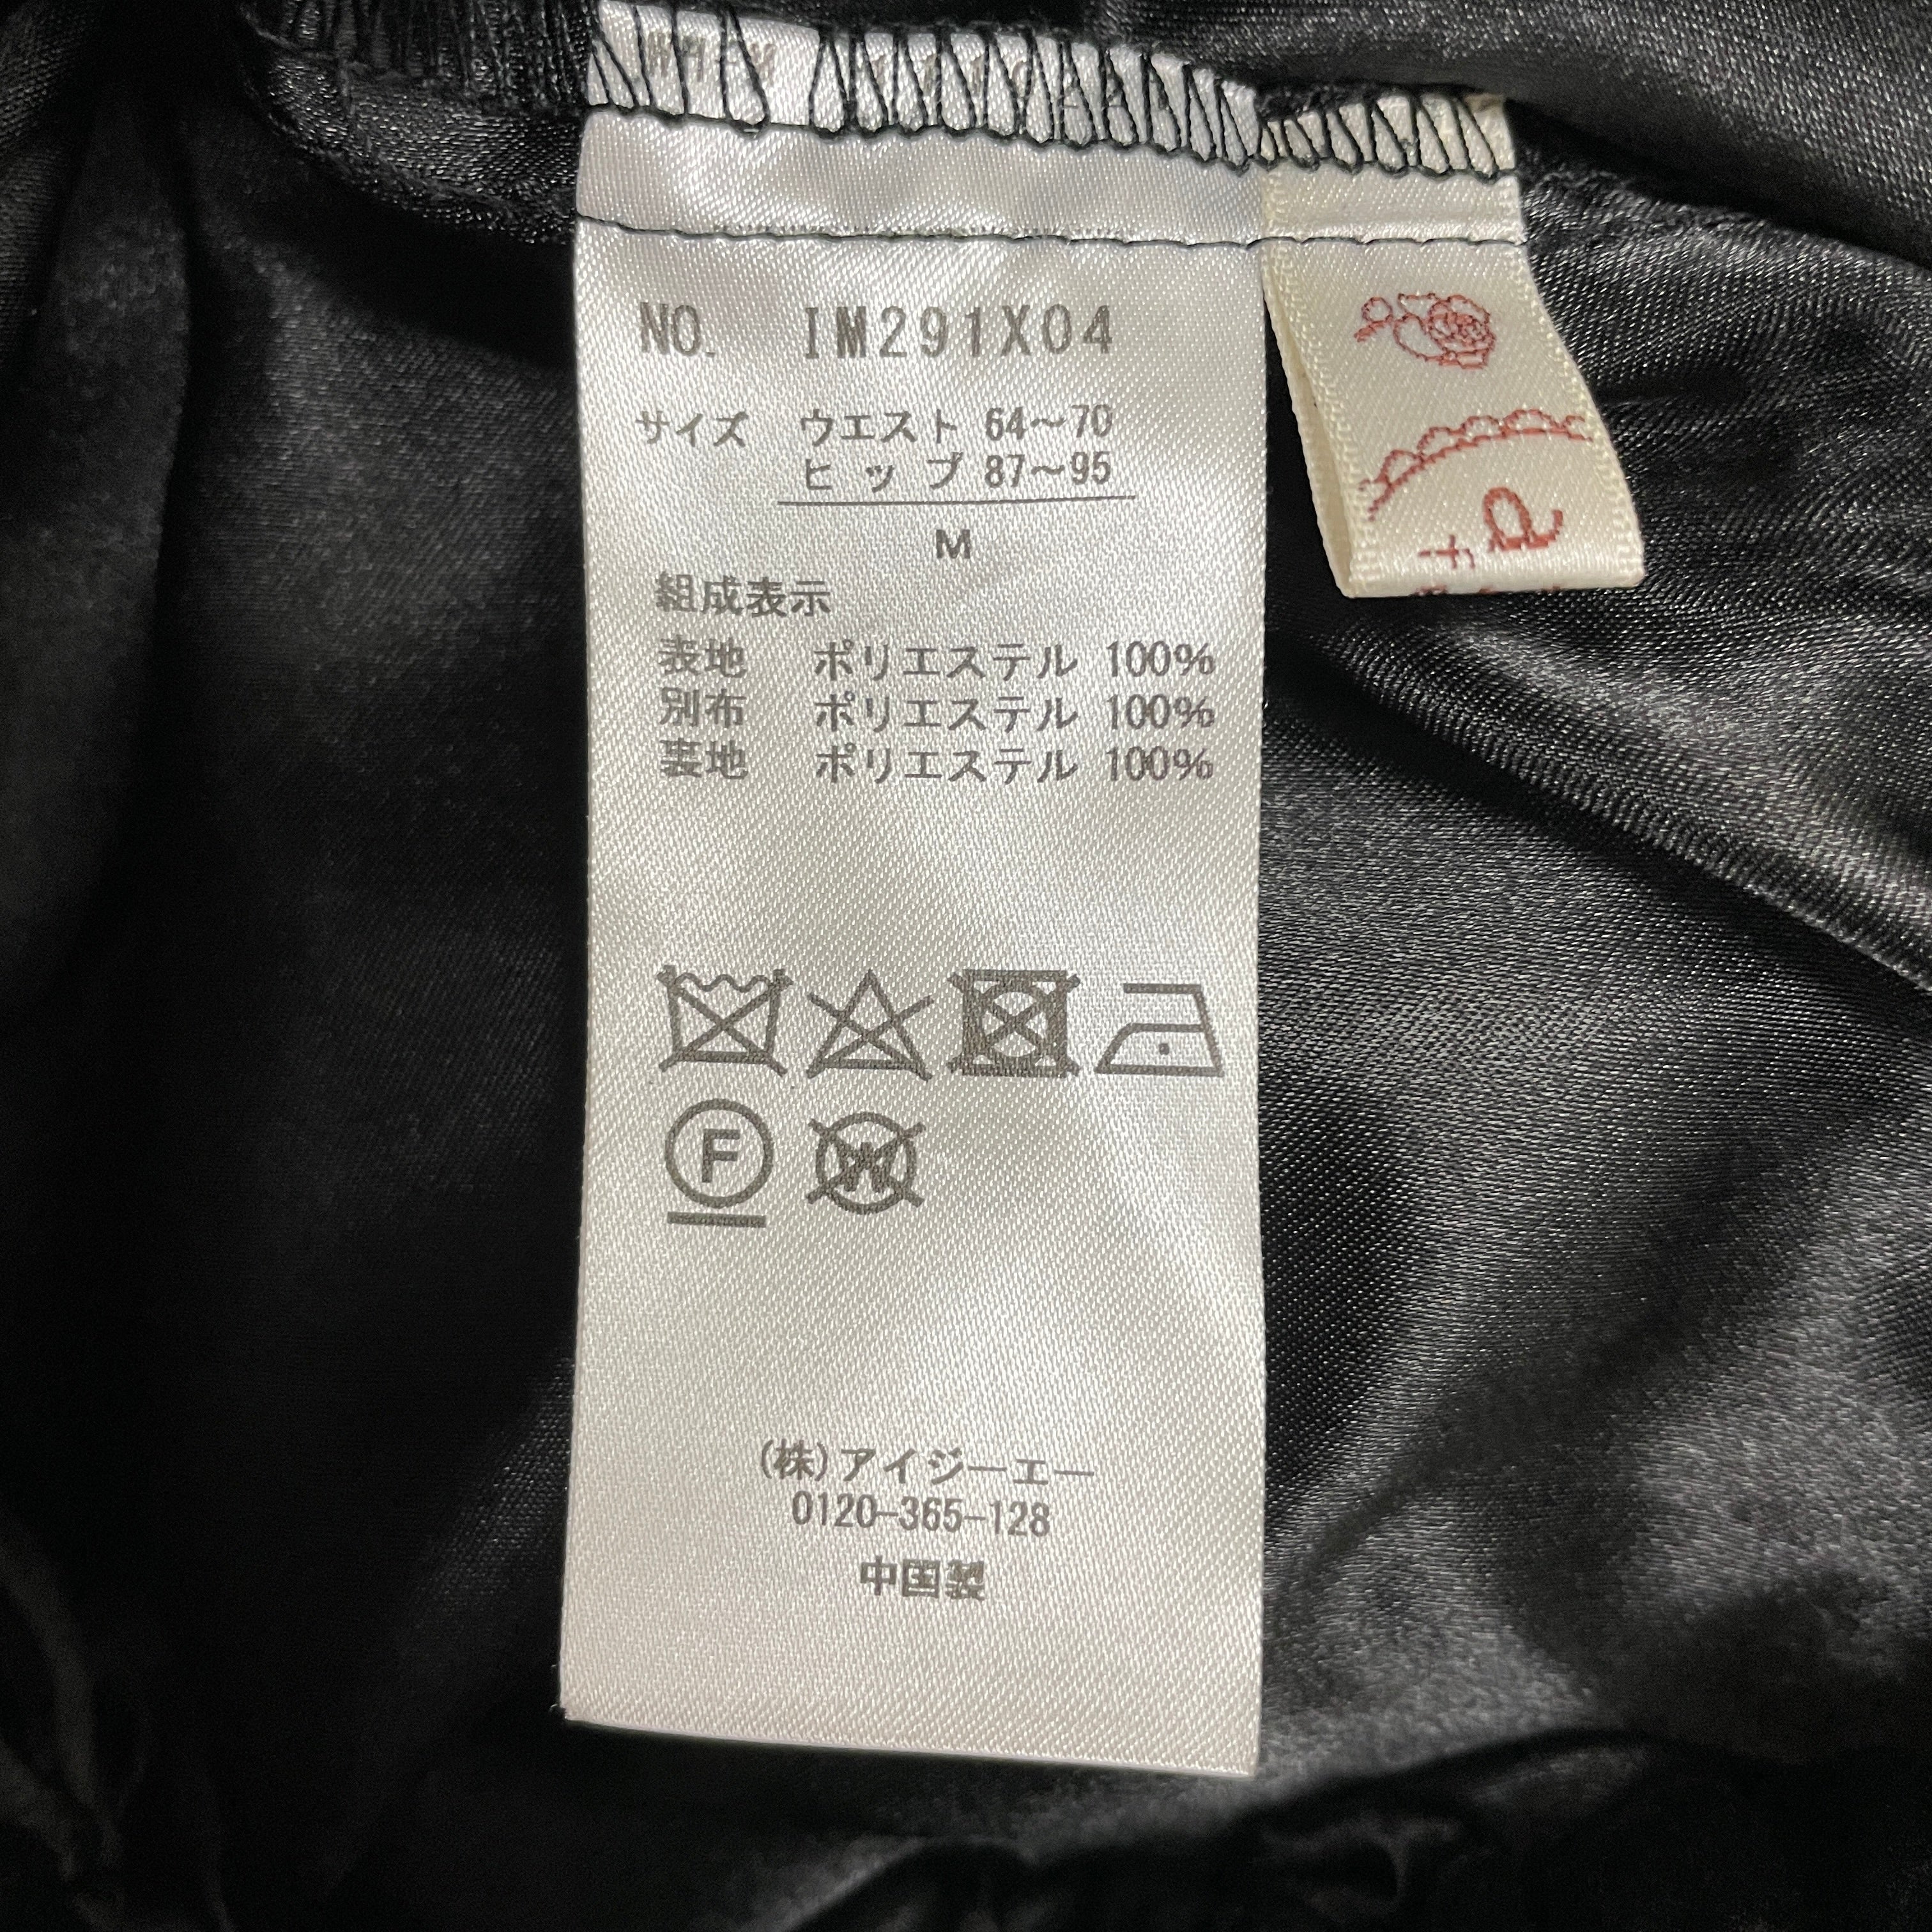 NO. IM291X04
サイズ ウエスト 64～70
ヒップ 87～95
M
組成表示
表地 ポリエステル 100%
別布 ポリエステル 100%
裏地 ポリエステル 100%
F
W
(株)アイジーエー
0120-365-128
中国製
a